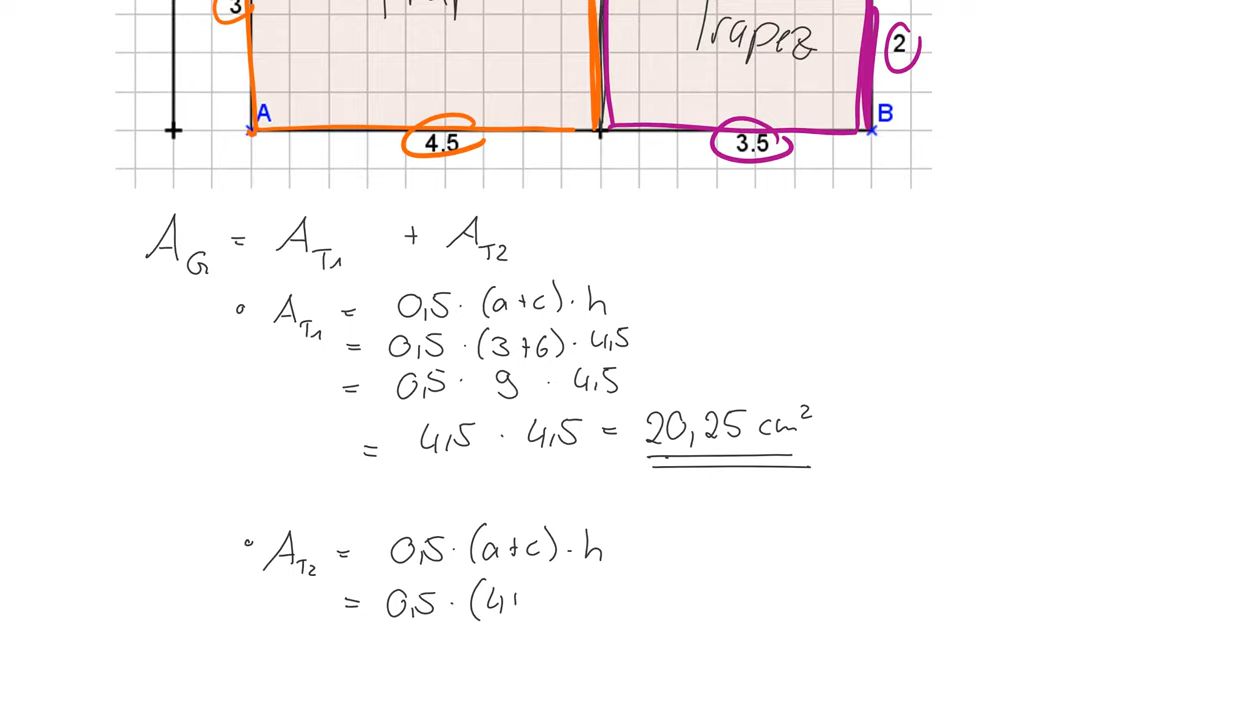 3
Trapez
2
A
B
4.5
3.5
A_G = A_T1 + A_T2
° A_T1 = 0,5 · (a+c) · h
= 0,5 · (3+6) · 4,5
= 0,5 · 9 · 4,5
= 4,5 · 4,5 = 20,25 cm²
° A_T2 = 0,5 · (a+c) · h
= 0,5 · (4